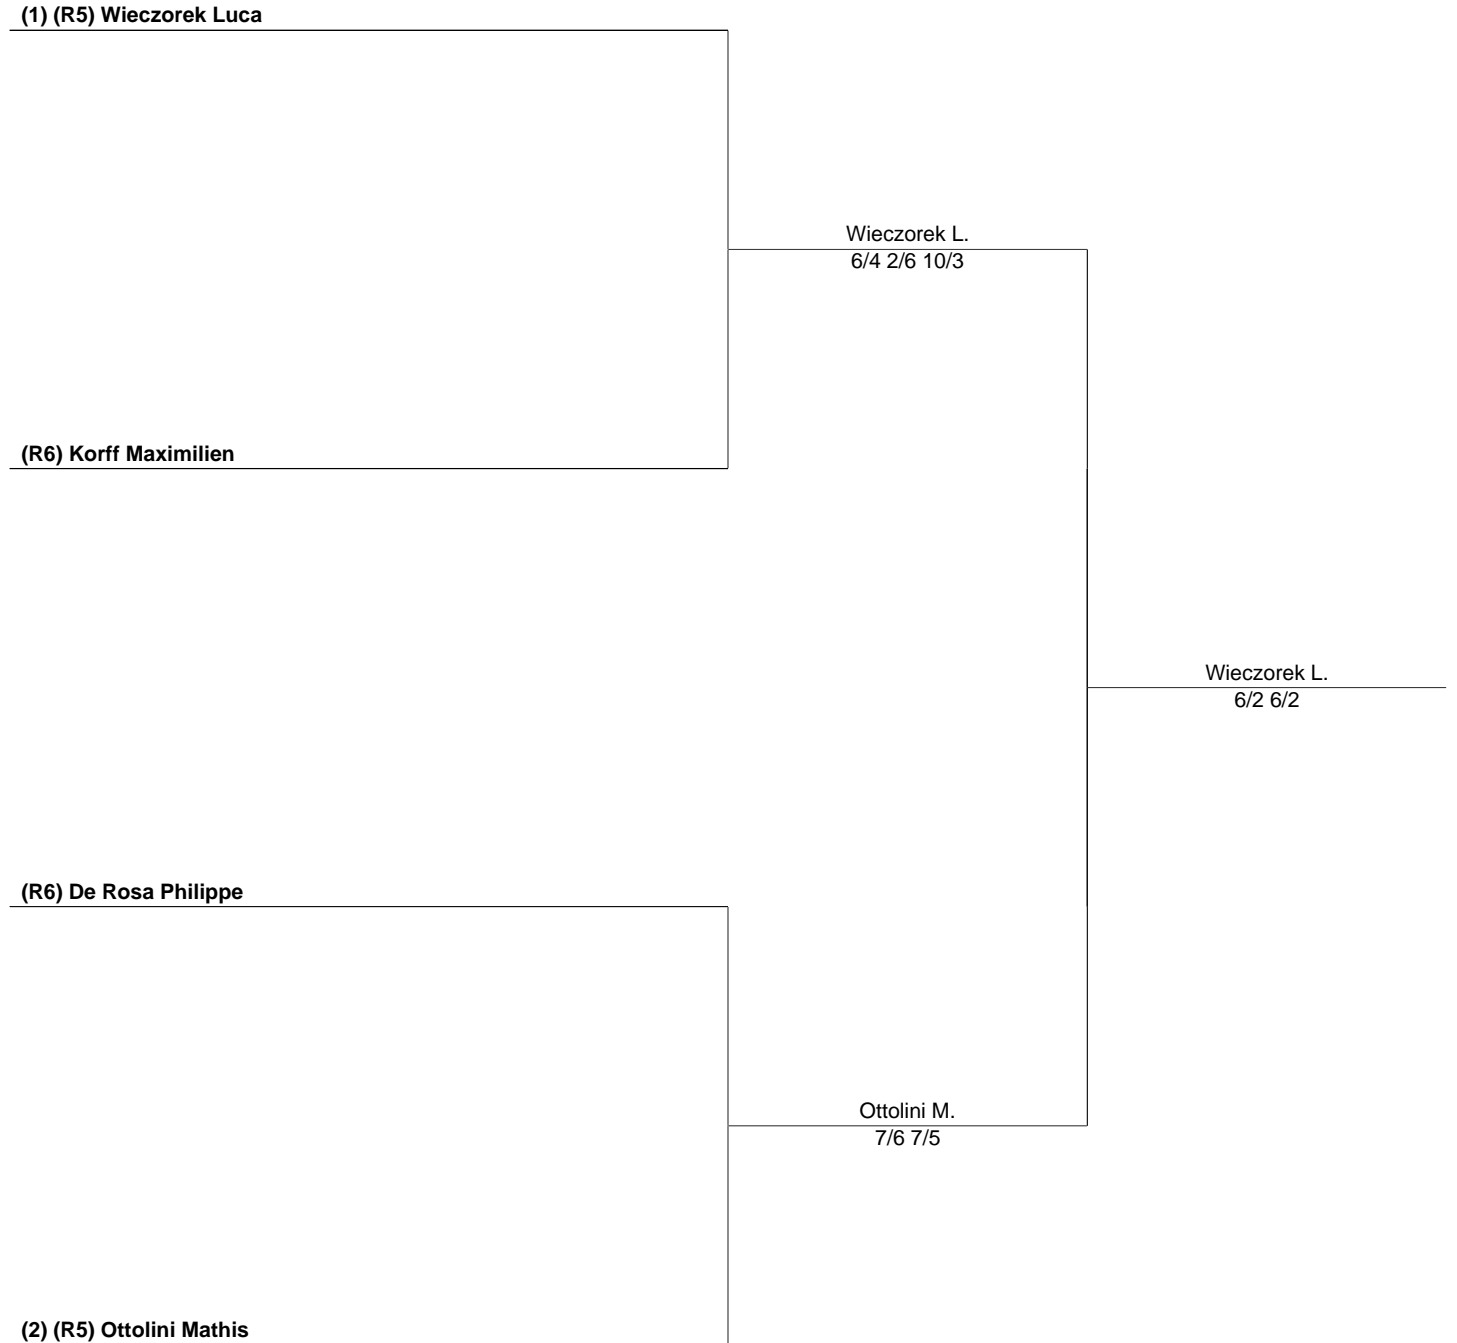 (1) (R5) Wieczorek Luca
Wieczorek L.
6/4 2/6 10/3
(R6) Korff Maximilien
Wieczorek L.
6/2 6/2
(R6) De Rosa Philippe
Ottolini M.
7/6 7/5
(2) (R5) Ottolini Mathis